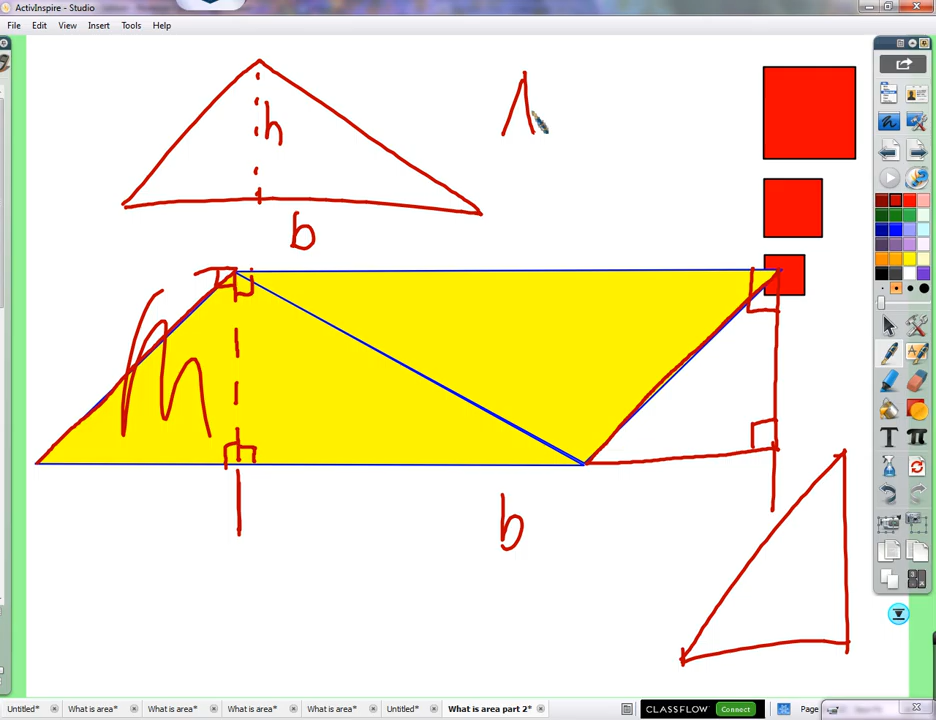 ActivInspire - Studio
File Edit View Insert Tools Help
h
b
h
b
T
Untitled* What is area* What is area* What is area* What is area* Untitled* What is area part 2*
CLASSFLOW Connect
Page